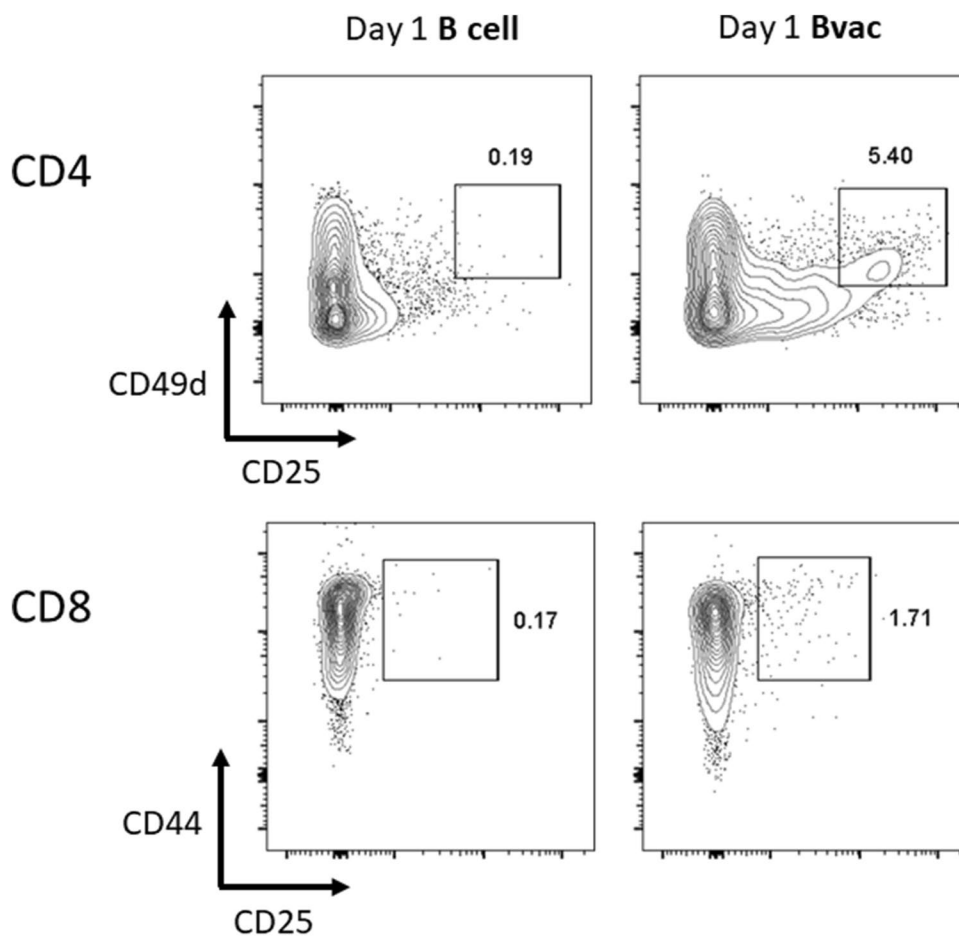 Day 1 B cell
Day 1 Bvac
CD4
0.19
5.40
CD49d
CD25
CD8
0.17
1.71
CD44
CD25